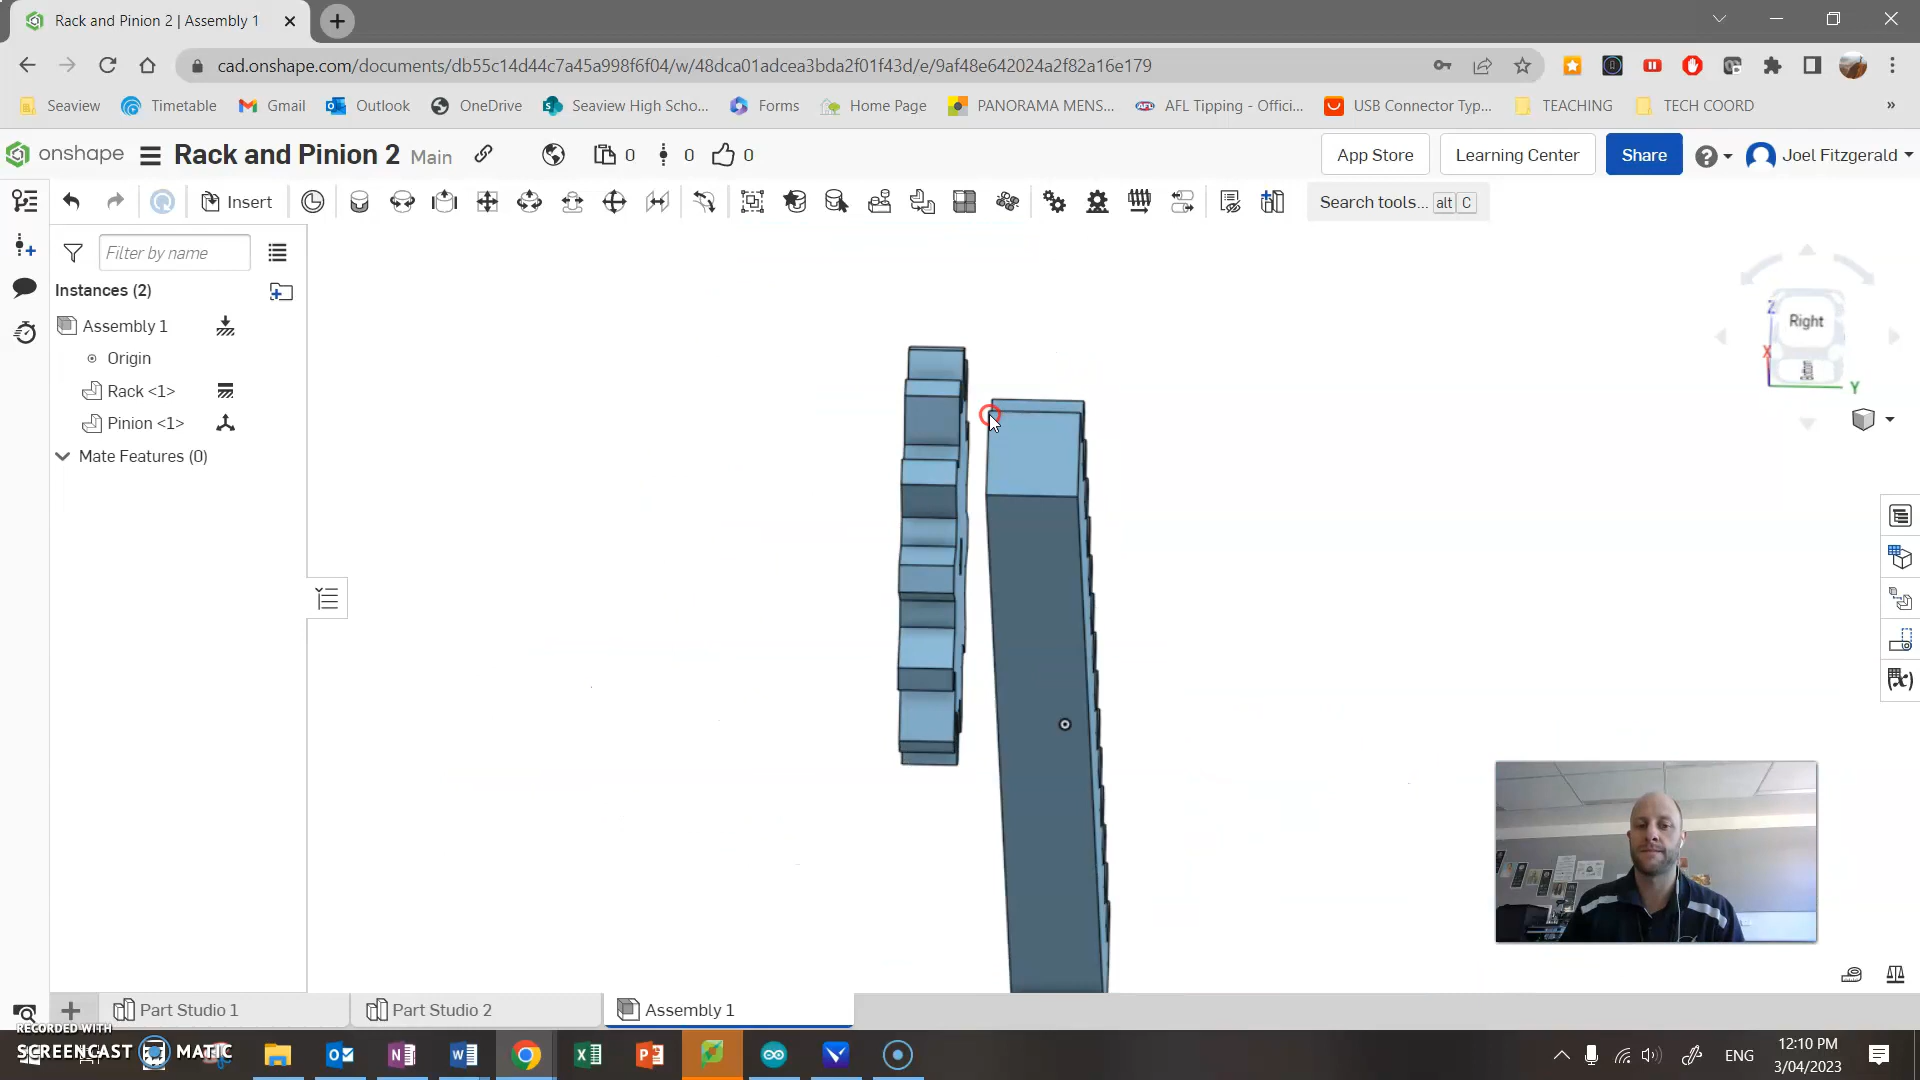 Rack and Pinion 2 | Assembly 1
cad.onshape.com/documents/db55c14d44c7a45a998f6f04/w/48dca01adcea3bda2f01f43d/e/9af48e642024a2f82a16e179
Seaview Timetable Gmail Outlook OneDrive Seaview High Scho... Forms Home Page PANORAMA MENS... AFL Tipping - Offici... USB Connector Typ... TEACHING TECH COORD »
onshape Rack and Pinion 2 Main 0 0 0 App Store Learning Center Share Joel Fitzgerald
Insert Search tools... alt C
Filter by name
Instances (2)
Assembly 1
Origin
Rack <1>
Pinion <1>
Mate Features (0)
Z
Right
X
Bottom
Y
(x)
Part Studio 1 Part Studio 2 Assembly 1
RECORDED WITH
SCREENCAST MATIC
ENG
12:10 PM
3/04/2023